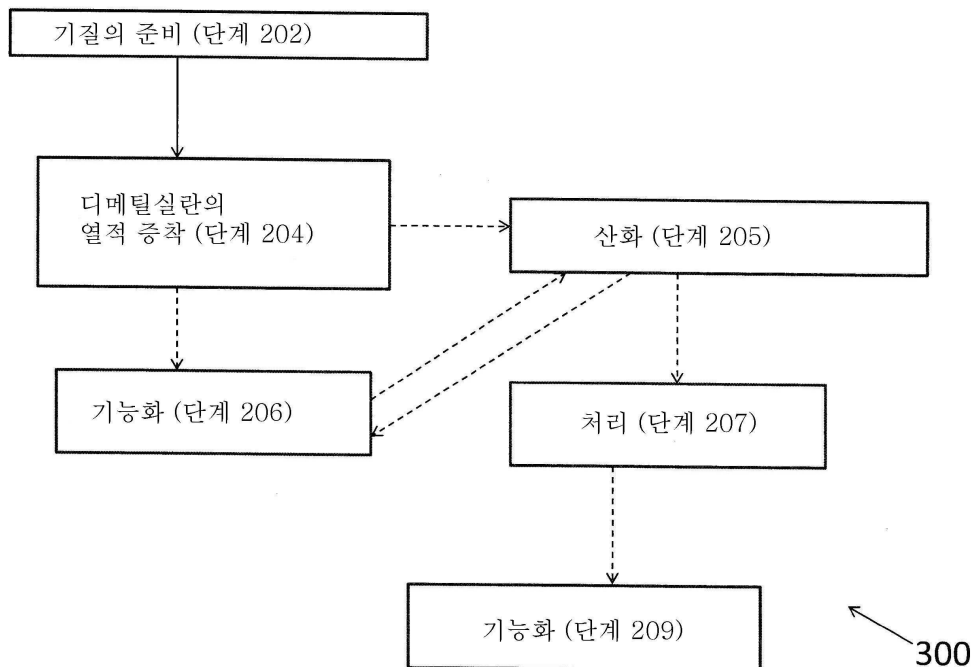 기질의 준비 (단계 202)
디메틸실란의
열적 증착 (단계 204)
산화 (단계 205)
기능화 (단계 206)
처리 (단계 207)
기능화 (단계 209)
300